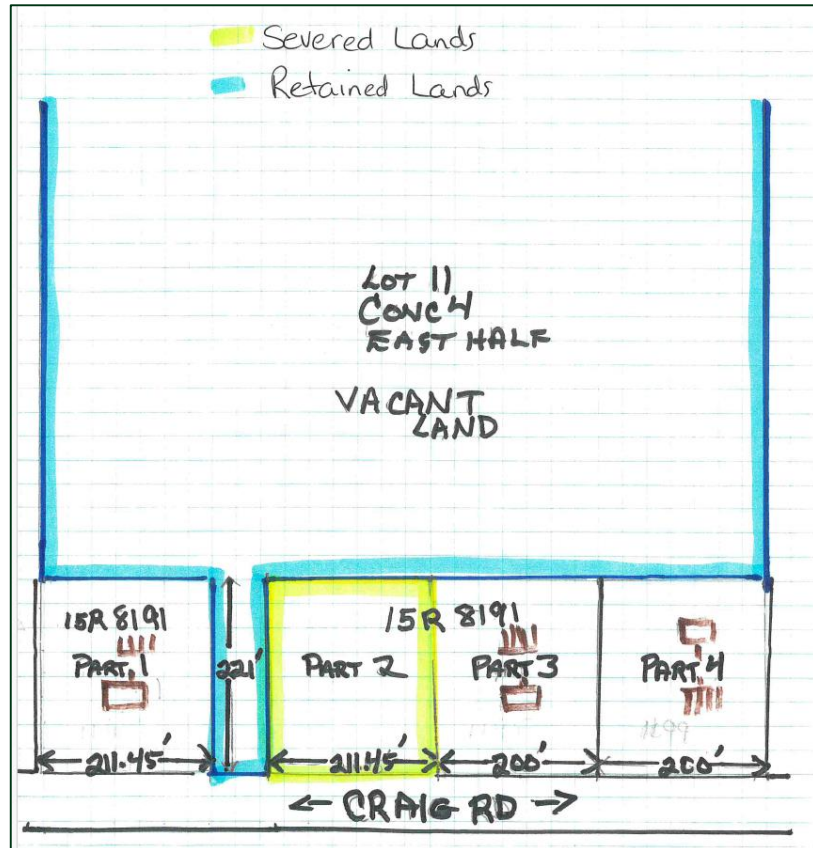 Severed Lands
Retained Lands
LOT 11
CONC 4
EAST HALF
VACANT
LAND
15R 8191
15R 8191
PART 1
221'
PART 2
PART 3
PART 4
1199
211.45'
211.45'
200'
200'
← CRAIG RD →